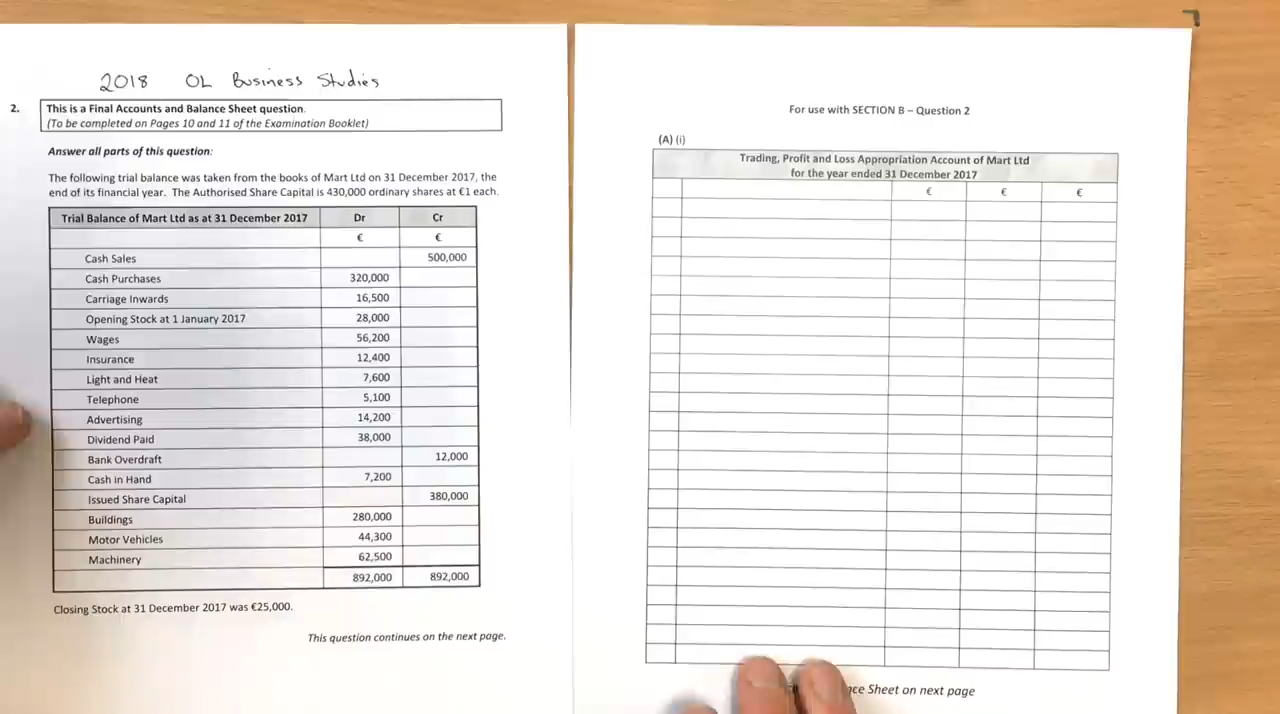 2018 OL Business Studies
2. This is a Final Accounts and Balance Sheet question.
(To be completed on Pages 10 and 11 of the Examination Booklet)
Answer all parts of this question:
The following trial balance was taken from the books of Mart Ltd on 31 December 2017, the
end of its financial year. The Authorised Share Capital is 430,000 ordinary shares at €1 each.
Trial Balance of Mart Ltd as at 31 December 2017 Dr Cr
€ €
Cash Sales 500,000
Cash Purchases 320,000
Carriage Inwards 16,500
Opening Stock at 1 January 2017 28,000
Wages 56,200
Insurance 12,400
Light and Heat 7,600
Telephone 5,100
Advertising 14,200
Dividend Paid 38,000
Bank Overdraft 12,000
Cash in Hand 7,200
Issued Share Capital 380,000
Buildings 280,000
Motor Vehicles 44,300
Machinery 62,500
892,000 892,000
Closing Stock at 31 December 2017 was €25,000.
This question continues on the next page.
For use with SECTION B – Question 2
(A) (i)
Trading, Profit and Loss Appropriation Account of Mart Ltd
for the year ended 31 December 2017
€ € €
Sheet on next page